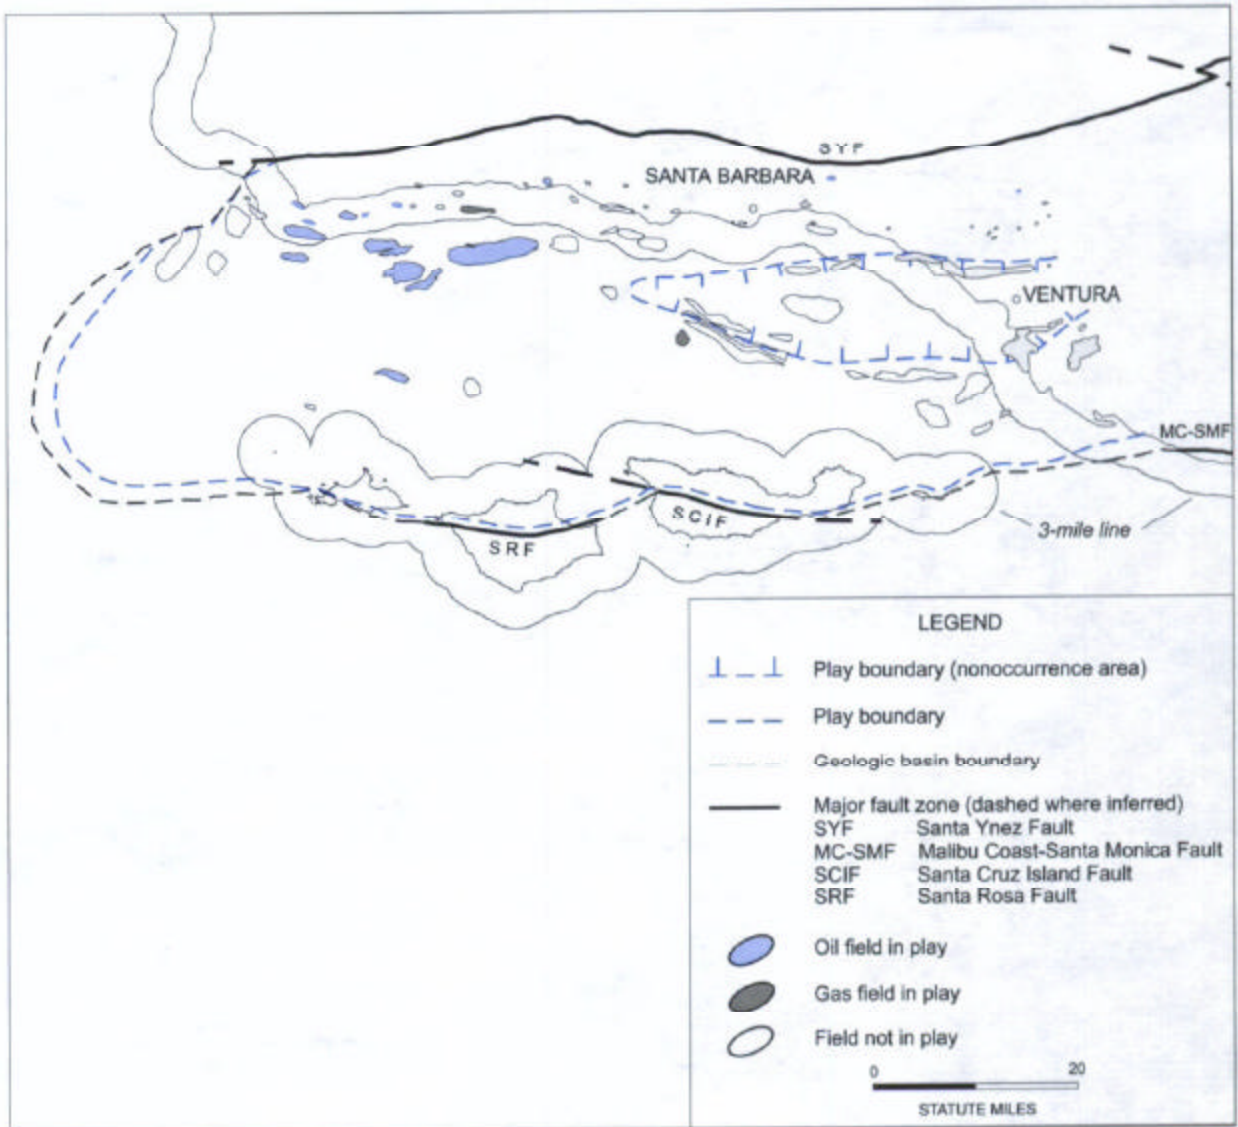 SYF
SANTA BARBARA
VENTURA
MC-SMF
SCIF
3-mile line
SRF
LEGEND
Play boundary (nonoccurrence area)
Play boundary
Geologic basin boundary
Major fault zone (dashed where inferred)
SYF Santa Ynez Fault
MC-SMF Malibu Coast-Santa Monica Fault
SCIF Santa Cruz Island Fault
SRF Santa Rosa Fault
Oil field in play
Gas field in play
Field not in play
0 20
STATUTE MILES